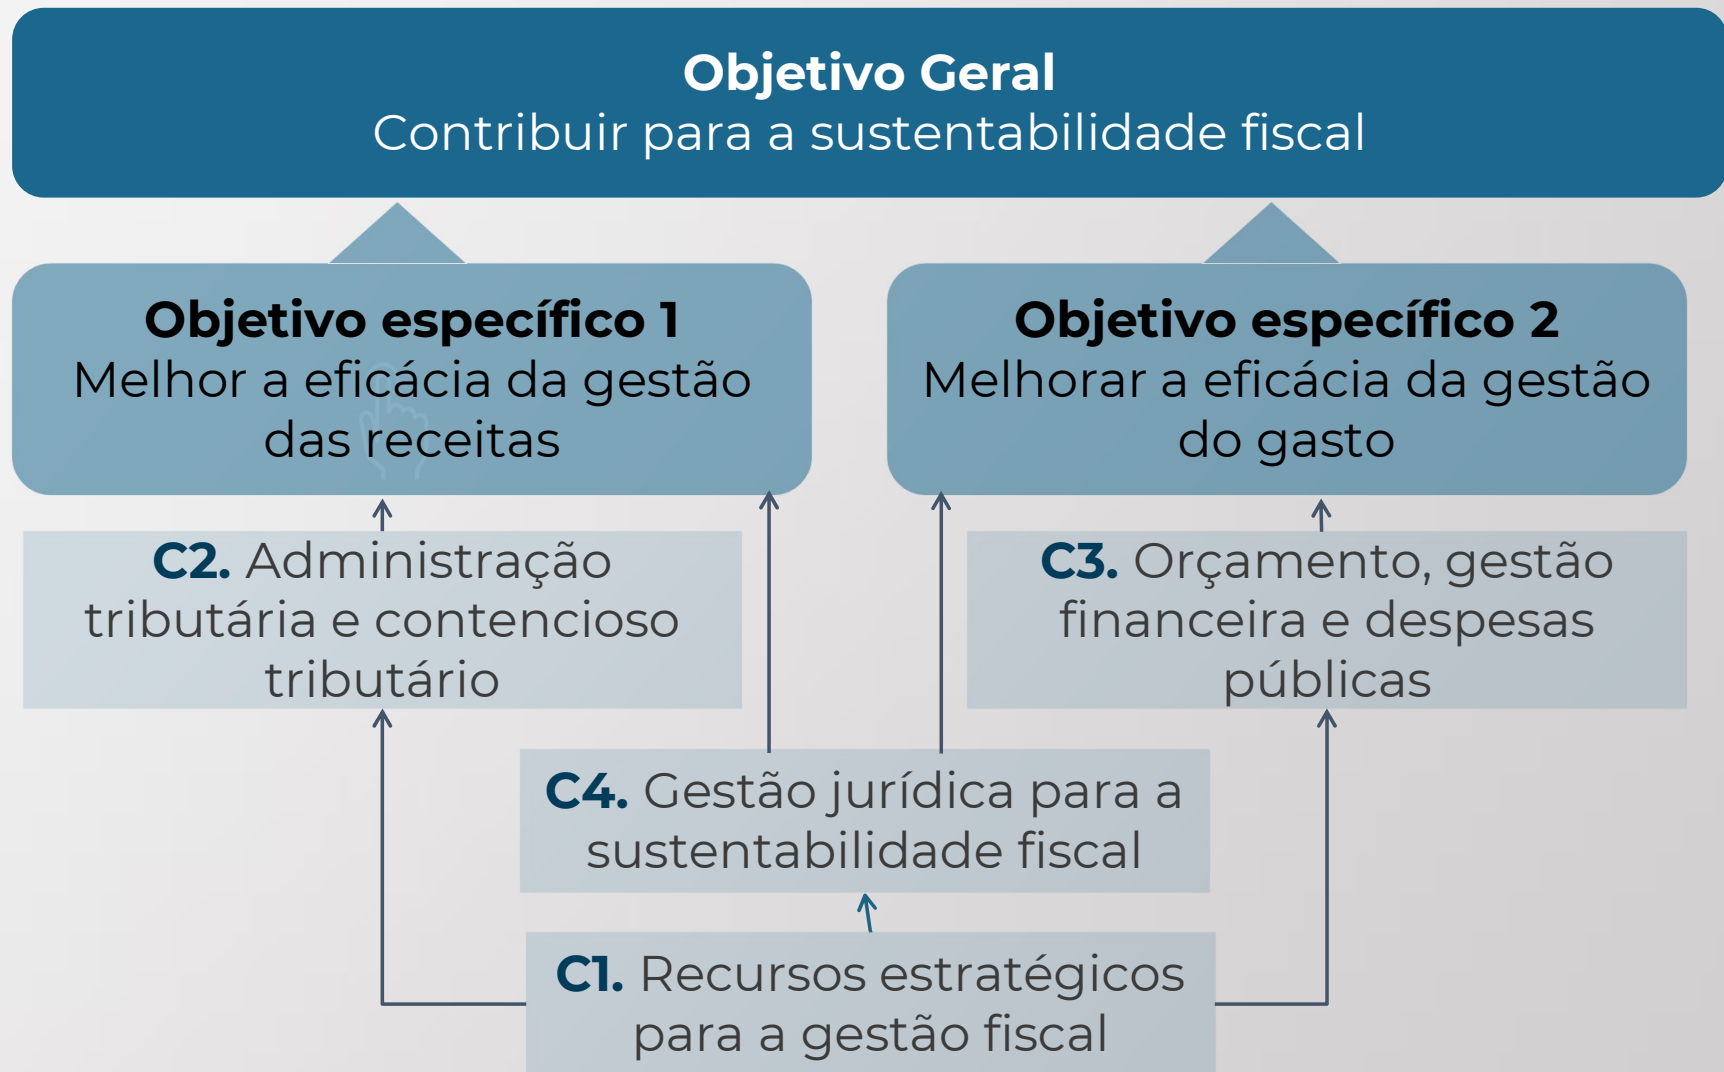 Objetivo Geral
Contribuir para a sustentabilidade fiscal
Objetivo específico 1
Melhor a eficácia da gestão
das receitas
Objetivo específico 2
Melhorar a eficácia da gestão
do gasto
C2. Administração
tributária e contencioso
tributário
C3. Orçamento, gestão
financeira e despesas
públicas
C4. Gestão jurídica para a
sustentabilidade fiscal
C1. Recursos estratégicos
para a gestão fiscal